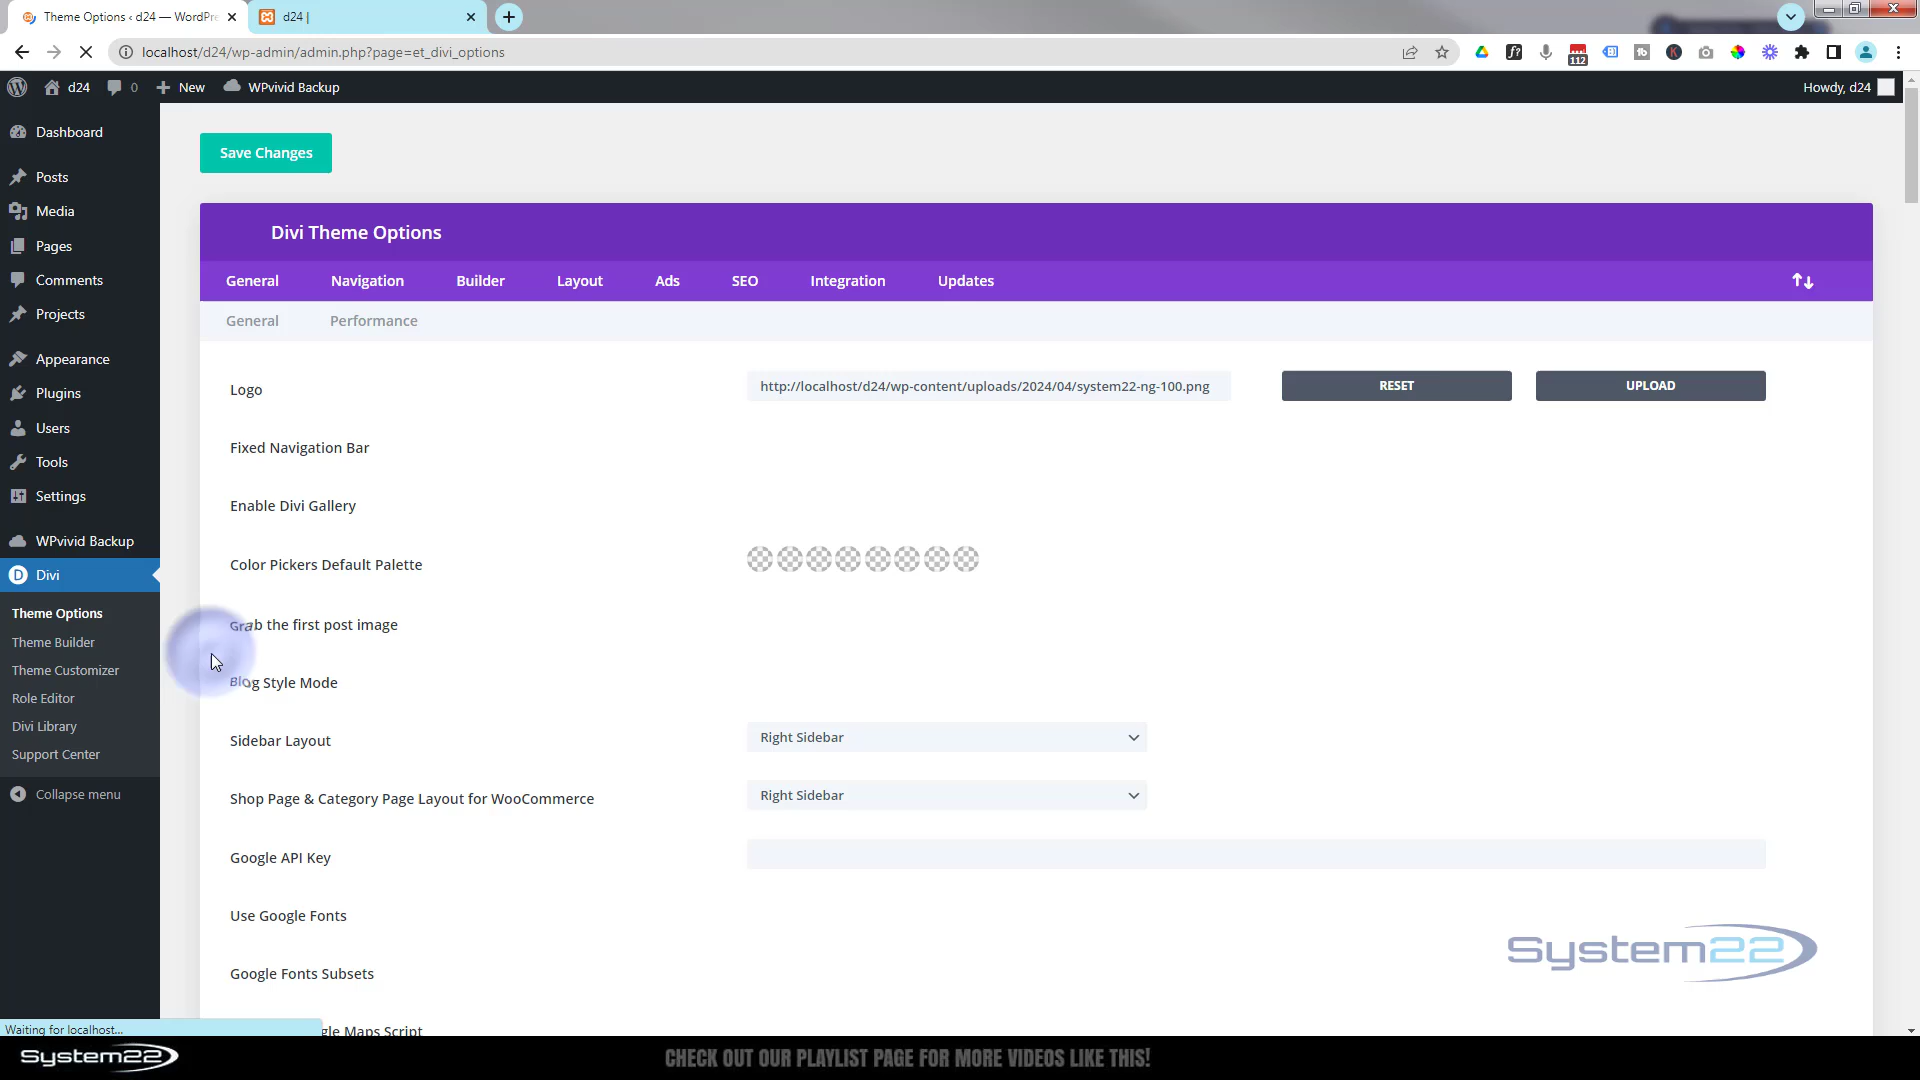 Theme Options ‹ d24 — WordPre
d24 |
localhost/d24/wp-admin/admin.php?page=et_divi_options
112
d24
0
New
WPvivid Backup
Howdy, d24
Dashboard
Posts
Media
Pages
Comments
Projects
Appearance
Plugins
Users
Tools
Settings
WPvivid Backup
Divi
Theme Options
Theme Builder
Theme Customizer
Role Editor
Divi Library
Support Center
Collapse menu
Save Changes
Divi Theme Options
General
Navigation
Builder
Layout
Ads
SEO
Integration
Updates
General
Performance
Logo
http://localhost/d24/wp-content/uploads/2024/04/system22-ng-100.png
RESET
UPLOAD
Fixed Navigation Bar
Enable Divi Gallery
Color Pickers Default Palette
Grab the first post image
Blog Style Mode
Sidebar Layout
Right Sidebar
Shop Page & Category Page Layout for WooCommerce
Right Sidebar
Google API Key
Use Google Fonts
Google Fonts Subsets
gle Maps Script
System22
Waiting for localhost...
System22
CHECK OUT OUR PLAYLIST PAGE FOR MORE VIDEOS LIKE THIS!